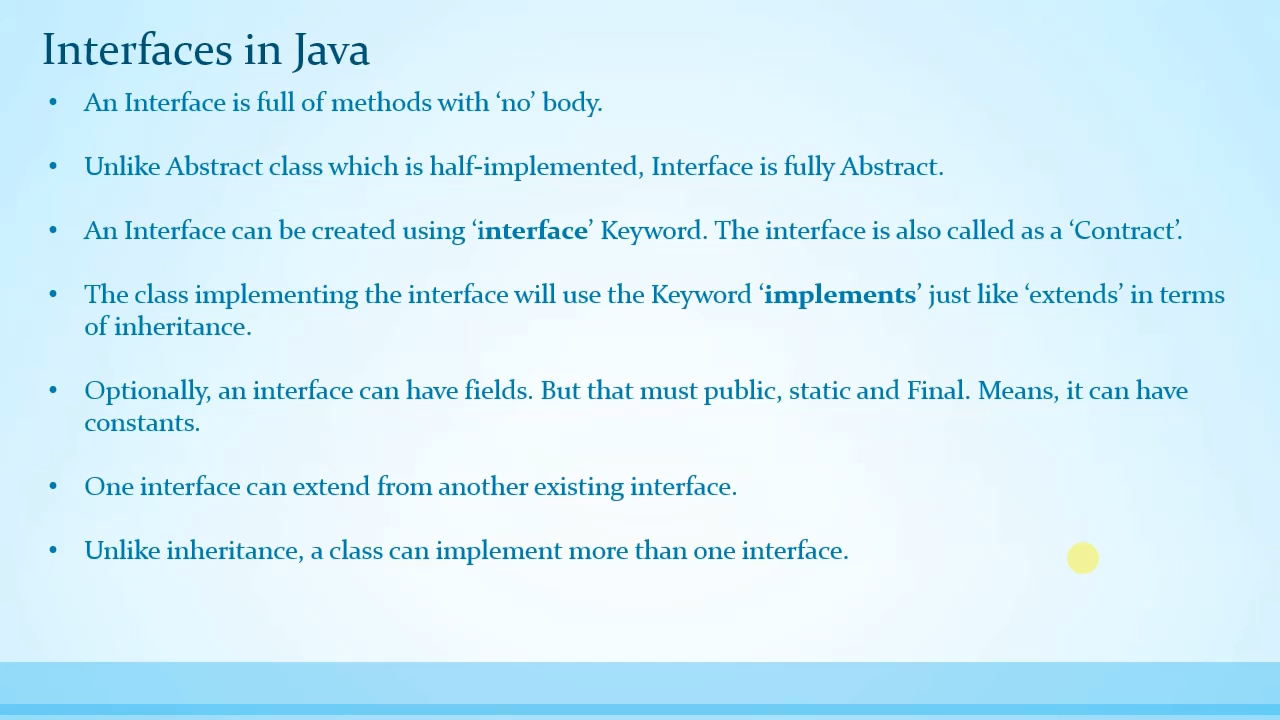 Interfaces in Java
• An Interface is full of methods with ‘no’ body.
• Unlike Abstract class which is half-implemented, Interface is fully Abstract.
• An Interface can be created using ‘interface’ Keyword. The interface is also called as a ‘Contract’.
• The class implementing the interface will use the Keyword ‘implements’ just like ‘extends’ in terms
of inheritance.
• Optionally, an interface can have fields. But that must public, static and Final. Means, it can have
constants.
• One interface can extend from another existing interface.
• Unlike inheritance, a class can implement more than one interface.